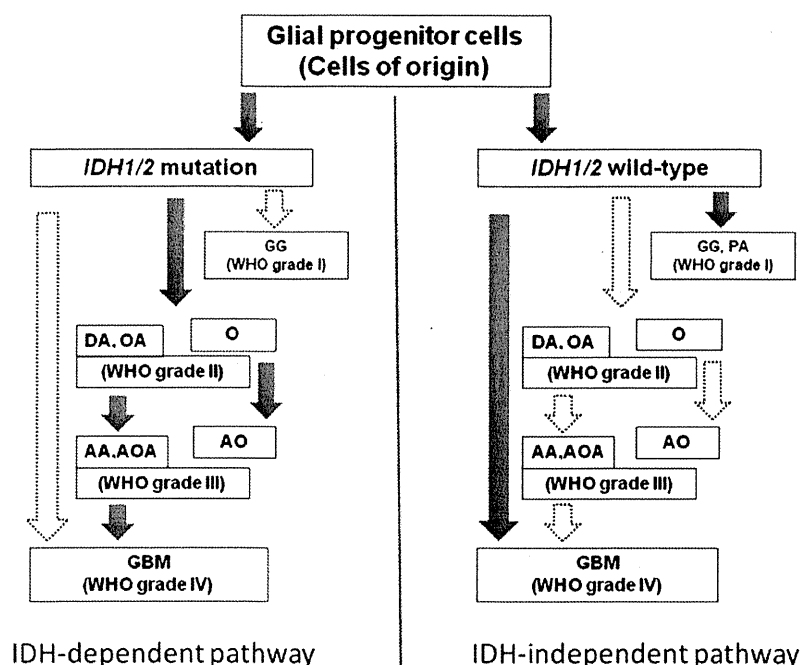 Glial progenitor cells
(Cells of origin)
IDH1/2 mutation
GG
(WHO grade I)
DA, OA
O
(WHO grade II)
AA,AOA
AO
(WHO grade III)
GBM
(WHO grade IV)
IDH-dependent pathway
IDH1/2 wild-type
GG, PA
(WHO grade I)
DA, OA
O
(WHO grade II)
AA,AOA
AO
(WHO grade III)
GBM
(WHO grade IV)
IDH-independent pathway